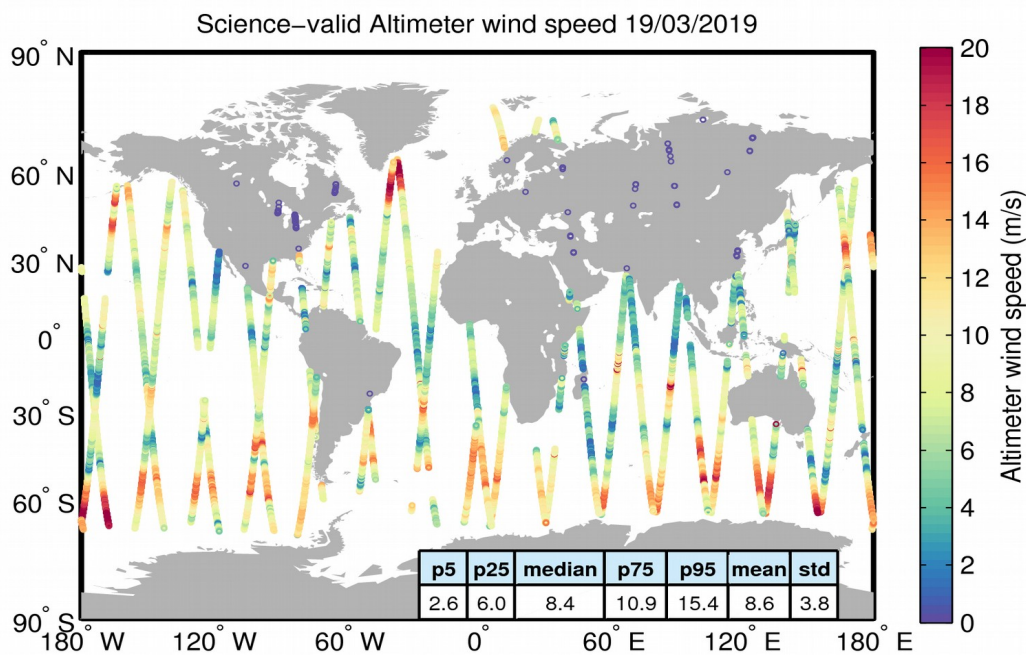 Science−valid Altimeter wind speed 19/03/2019
90° N
60° N
30° N
0°
30° S
60° S
90° S
180° W
120° W
60° W
0°
60° E
120° E
180° E
p5 p25 median p75 p95 mean std
2.6 6.0 8.4 10.9 15.4 8.6 3.8
20
18
16
14
12
10
8
6
4
2
0
Altimeter wind speed (m/s)